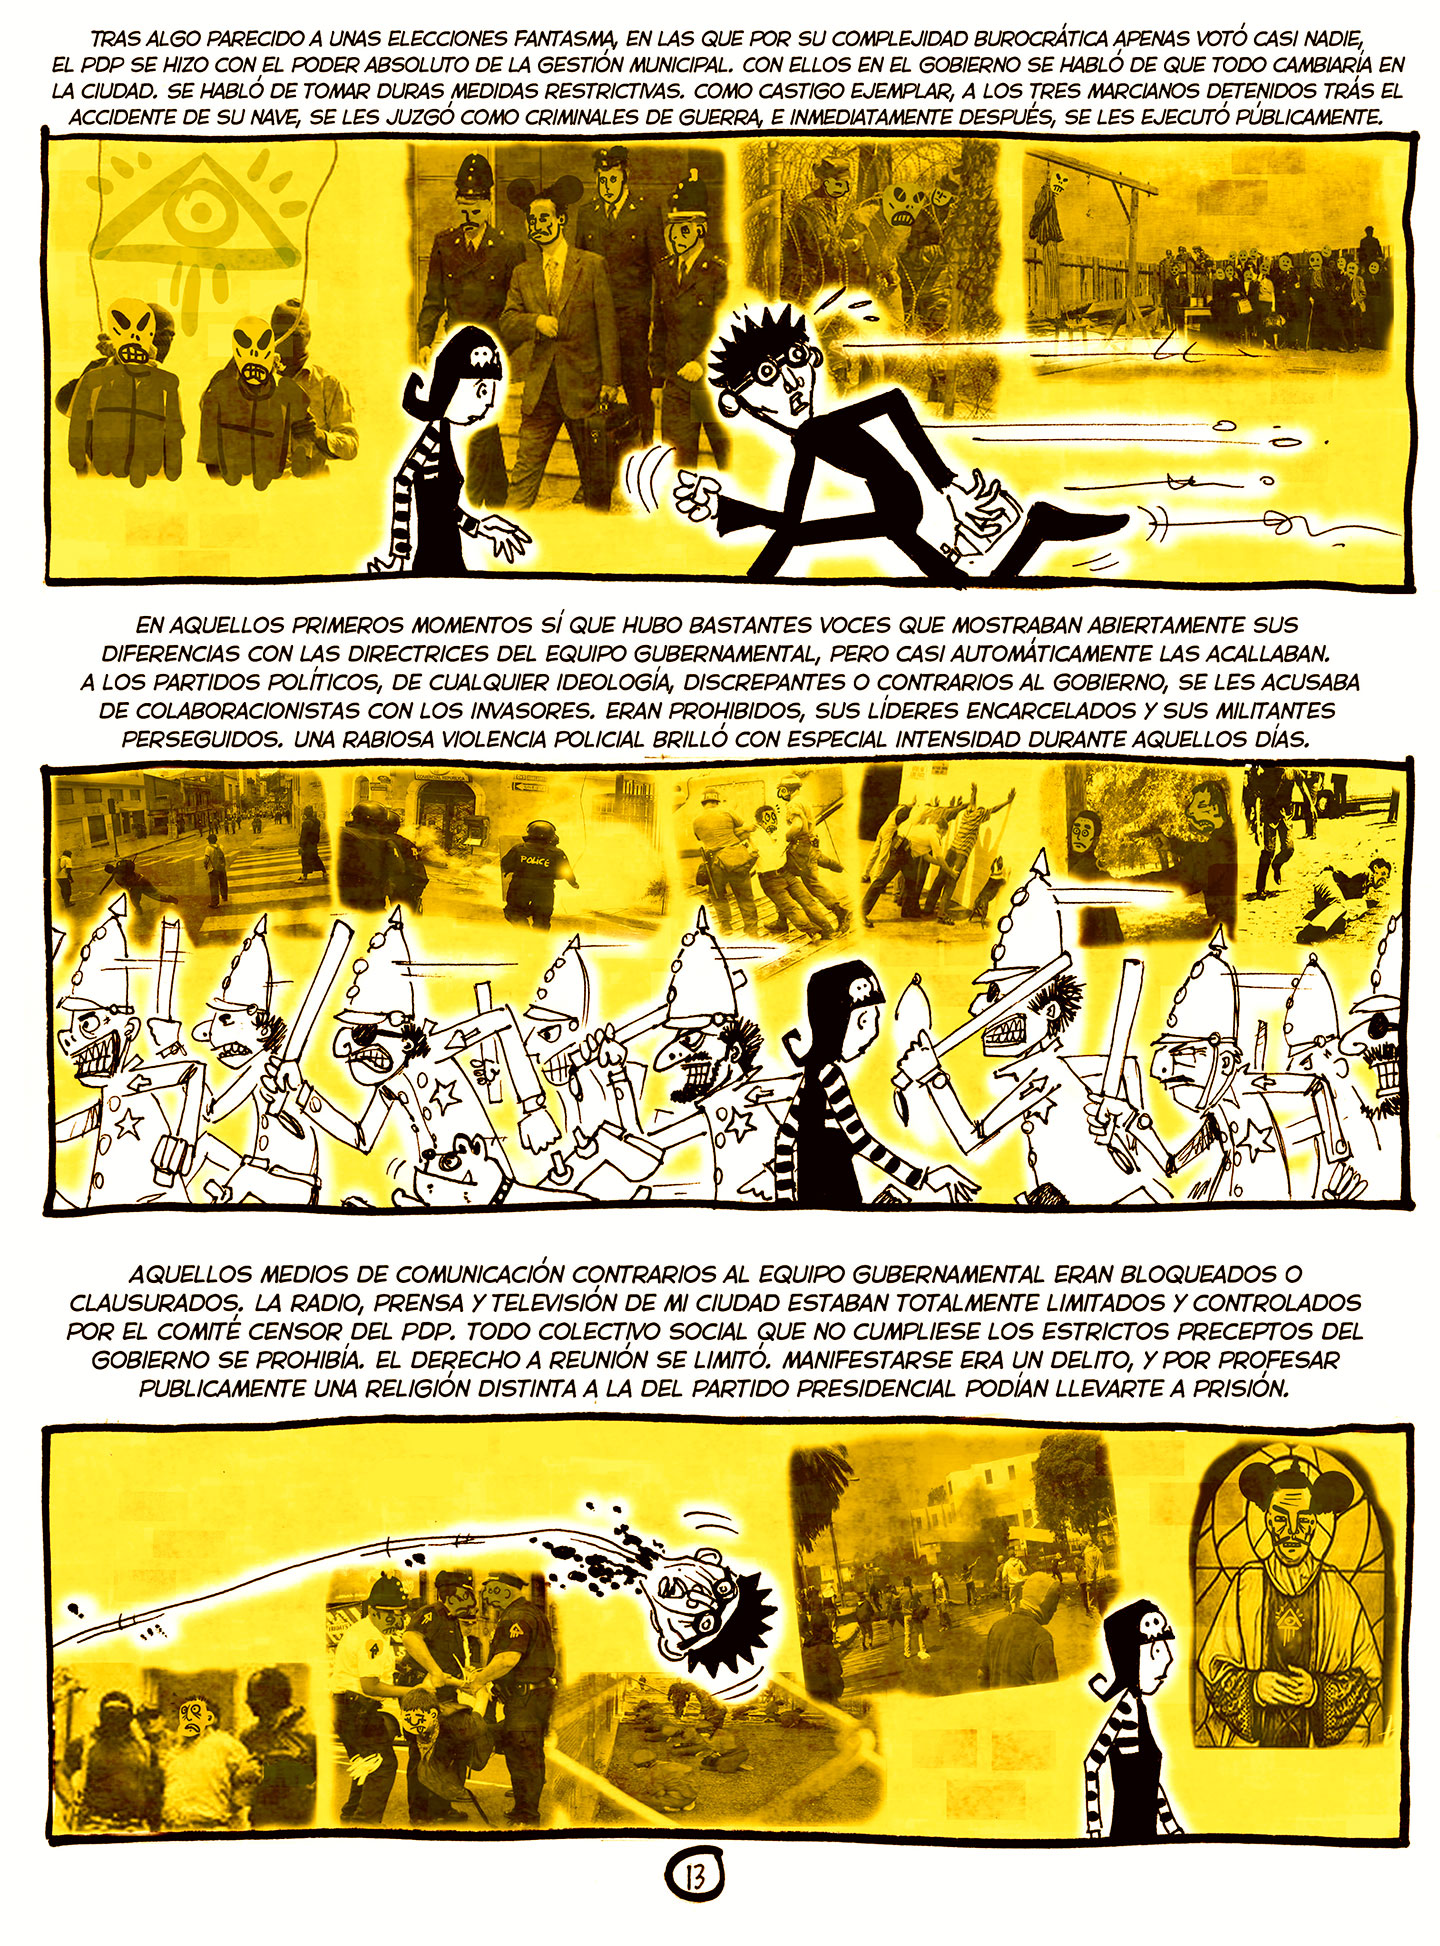 TRAS ALGO PARECIDO A UNAS ELECCIONES FANTASMA, EN LAS QUE POR SU COMPLEJIDAD BUROCRÁTICA APENAS VOTÓ CASI NADIE,
EL PDP SE HIZO CON EL PODER ABSOLUTO DE LA GESTIÓN MUNICIPAL. CON ELLOS EN EL GOBIERNO SE HABLÓ DE QUE TODO CAMBIARÍA EN
LA CIUDAD. SE HABLÓ DE TOMAR DURAS MEDIDAS RESTRICTIVAS. COMO CASTIGO EJEMPLAR, A LOS TRES MARCIANOS DETENIDOS TRÁS EL
ACCIDENTE DE SU NAVE, SE LES JUZGÓ COMO CRIMINALES DE GUERRA, E INMEDIATAMENTE DESPUÉS, SE LES EJECUTÓ PÚBLICAMENTE.
EN AQUELLOS PRIMEROS MOMENTOS SÍ QUE HUBO BASTANTES VOCES QUE MOSTRABAN ABIERTAMENTE SUS
DIFERENCIAS CON LAS DIRECTRICES DEL EQUIPO GUBERNAMENTAL, PERO CASI AUTOMÁTICAMENTE LAS ACALLABAN.
A LOS PARTIDOS POLÍTICOS, DE CUALQUIER IDEOLOGÍA, DISCREPANTES O CONTRARIOS AL GOBIERNO, SE LES ACUSABA
DE COLABORACIONISTAS CON LOS INVASORES. ERAN PROHIBIDOS, SUS LÍDERES ENCARCELADOS Y SUS MILITANTES
PERSEGUIDOS. UNA RABIOSA VIOLENCIA POLICIAL BRILLÓ CON ESPECIAL INTENSIDAD DURANTE AQUELLOS DÍAS.
POLICE
AQUELLOS MEDIOS DE COMUNICACIÓN CONTRARIOS AL EQUIPO GUBERNAMENTAL ERAN BLOQUEADOS O
CLAUSURADOS. LA RADIO, PRENSA Y TELEVISIÓN DE MI CIUDAD ESTABAN TOTALMENTE LIMITADOS Y CONTROLADOS
POR EL COMITÉ CENSOR DEL PDP. TODO COLECTIVO SOCIAL QUE NO CUMPLIESE LOS ESTRICTOS PRECEPTOS DEL
GOBIERNO SE PROHIBÍA. EL DERECHO A REUNIÓN SE LIMITÓ. MANIFESTARSE ERA UN DELITO, Y POR PROFESAR
PUBLICAMENTE UNA RELIGIÓN DISTINTA A LA DEL PARTIDO PRESIDENCIAL PODÍAN LLEVARTE A PRISIÓN.
13